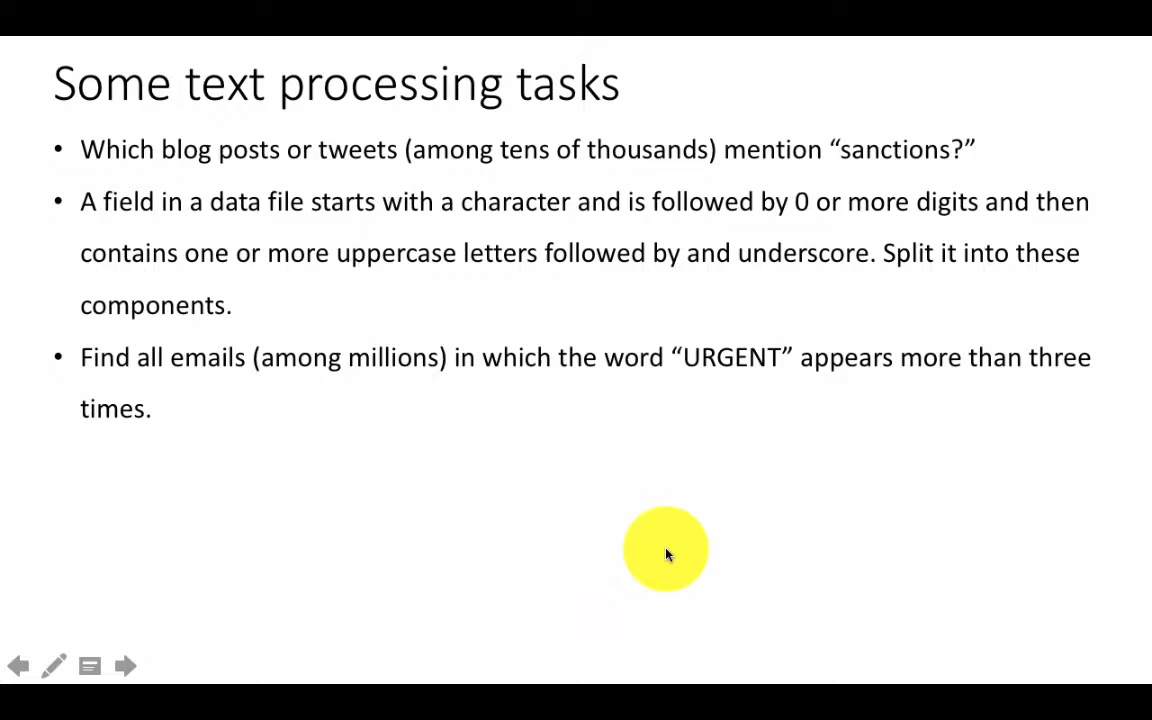 Some text processing tasks
• Which blog posts or tweets (among tens of thousands) mention “sanctions?”
• A field in a data file starts with a character and is followed by 0 or more digits and then
contains one or more uppercase letters followed by and underscore. Split it into these
components.
• Find all emails (among millions) in which the word “URGENT” appears more than three
times.